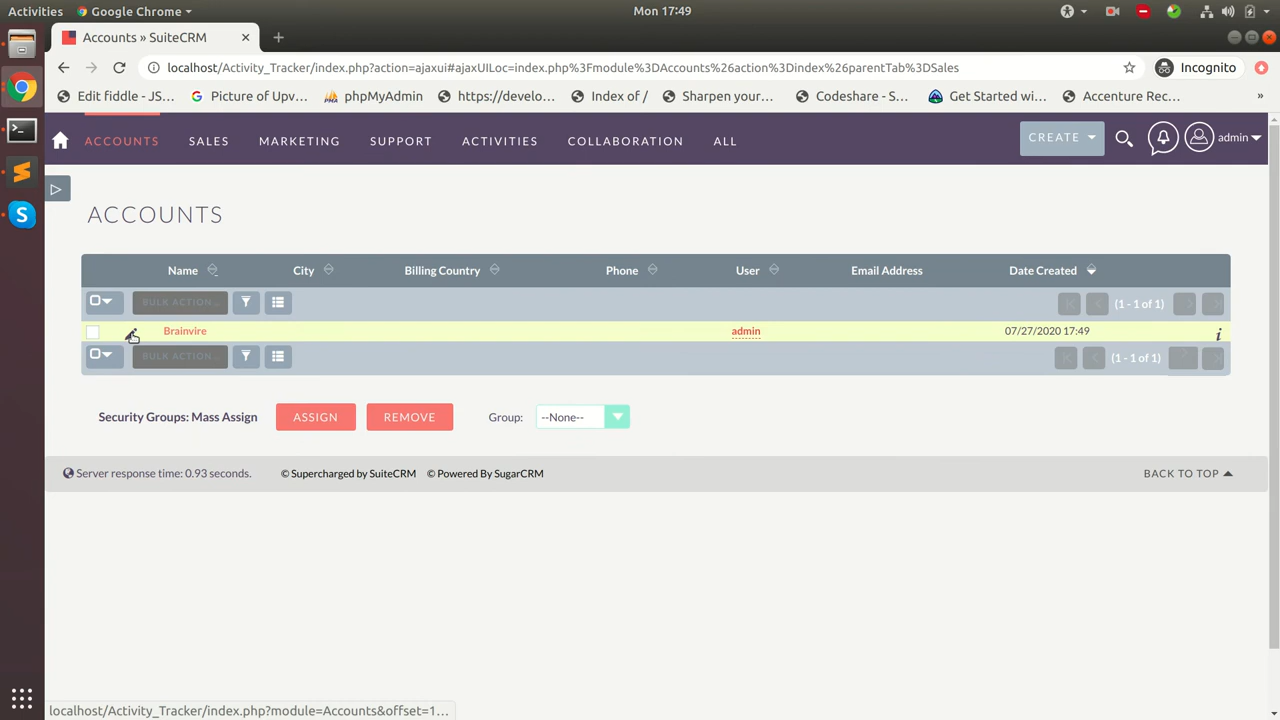 Activities Google Chrome Mon 17:49
Accounts » SuiteCRM
localhost/Activity_Tracker/index.php?action=ajaxui#ajaxUILoc=index.php%3Fmodule%3DAccounts%26action%3Dindex%26parentTab%3DSales Incognito
Edit fiddle - JS... Picture of Upv... phpMyAdmin https://develo... Index of / Sharpen your... Codeshare - S... Get Started wi... Accenture Rec... »
ACCOUNTS SALES MARKETING SUPPORT ACTIVITIES COLLABORATION ALL CREATE admin
ACCOUNTS
Name City Billing Country Phone User Email Address Date Created
BULK ACTION (1 - 1 of 1)
Brainvire admin 07/27/2020 17:49 i
BULK ACTION (1 - 1 of 1)
Security Groups: Mass Assign ASSIGN REMOVE Group: --None--
Server response time: 0.93 seconds. © Supercharged by SuiteCRM © Powered By SugarCRM BACK TO TOP
localhost/Activity_Tracker/index.php?module=Accounts&offset=1...